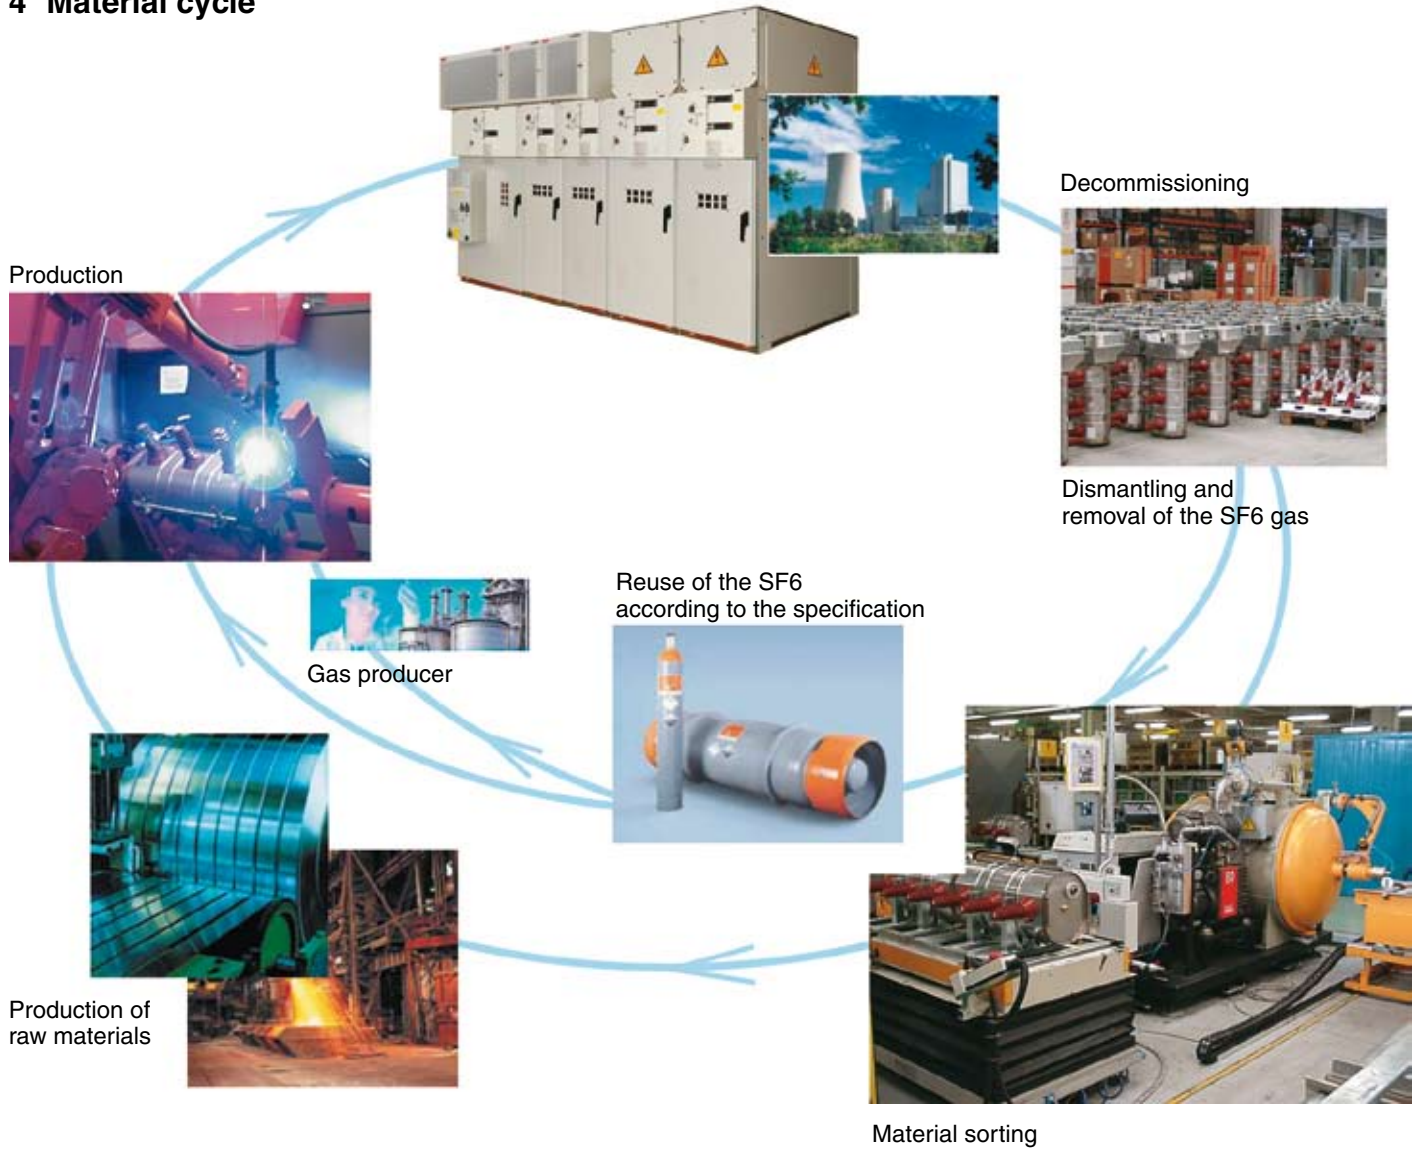 4 Material cycle
Decommissioning
Production
Dismantling and
removal of the SF6 gas
Reuse of the SF6
according to the specification
Gas producer
Production of
raw materials
Material sorting